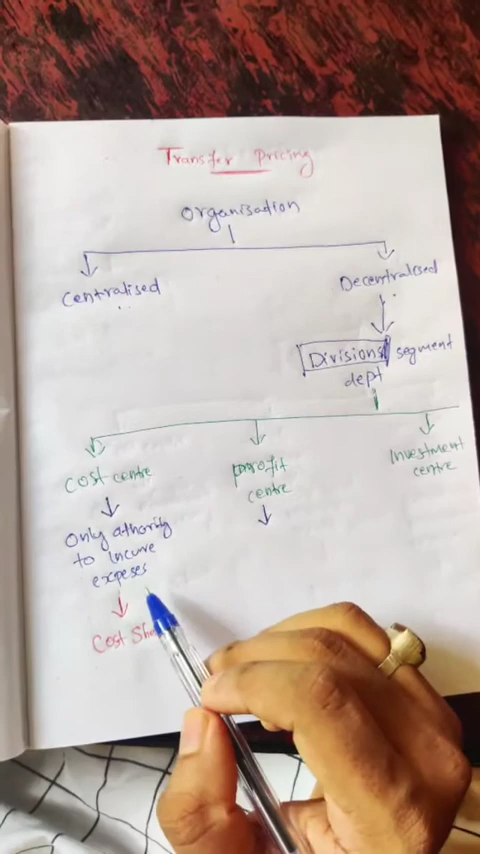 Transfer Pricing
Organisation
Centralised
Decentralised
Divisions segment
dept
Cost centre
profit
centre
Investment
centre
Only athority
to incure
expeses
Cost